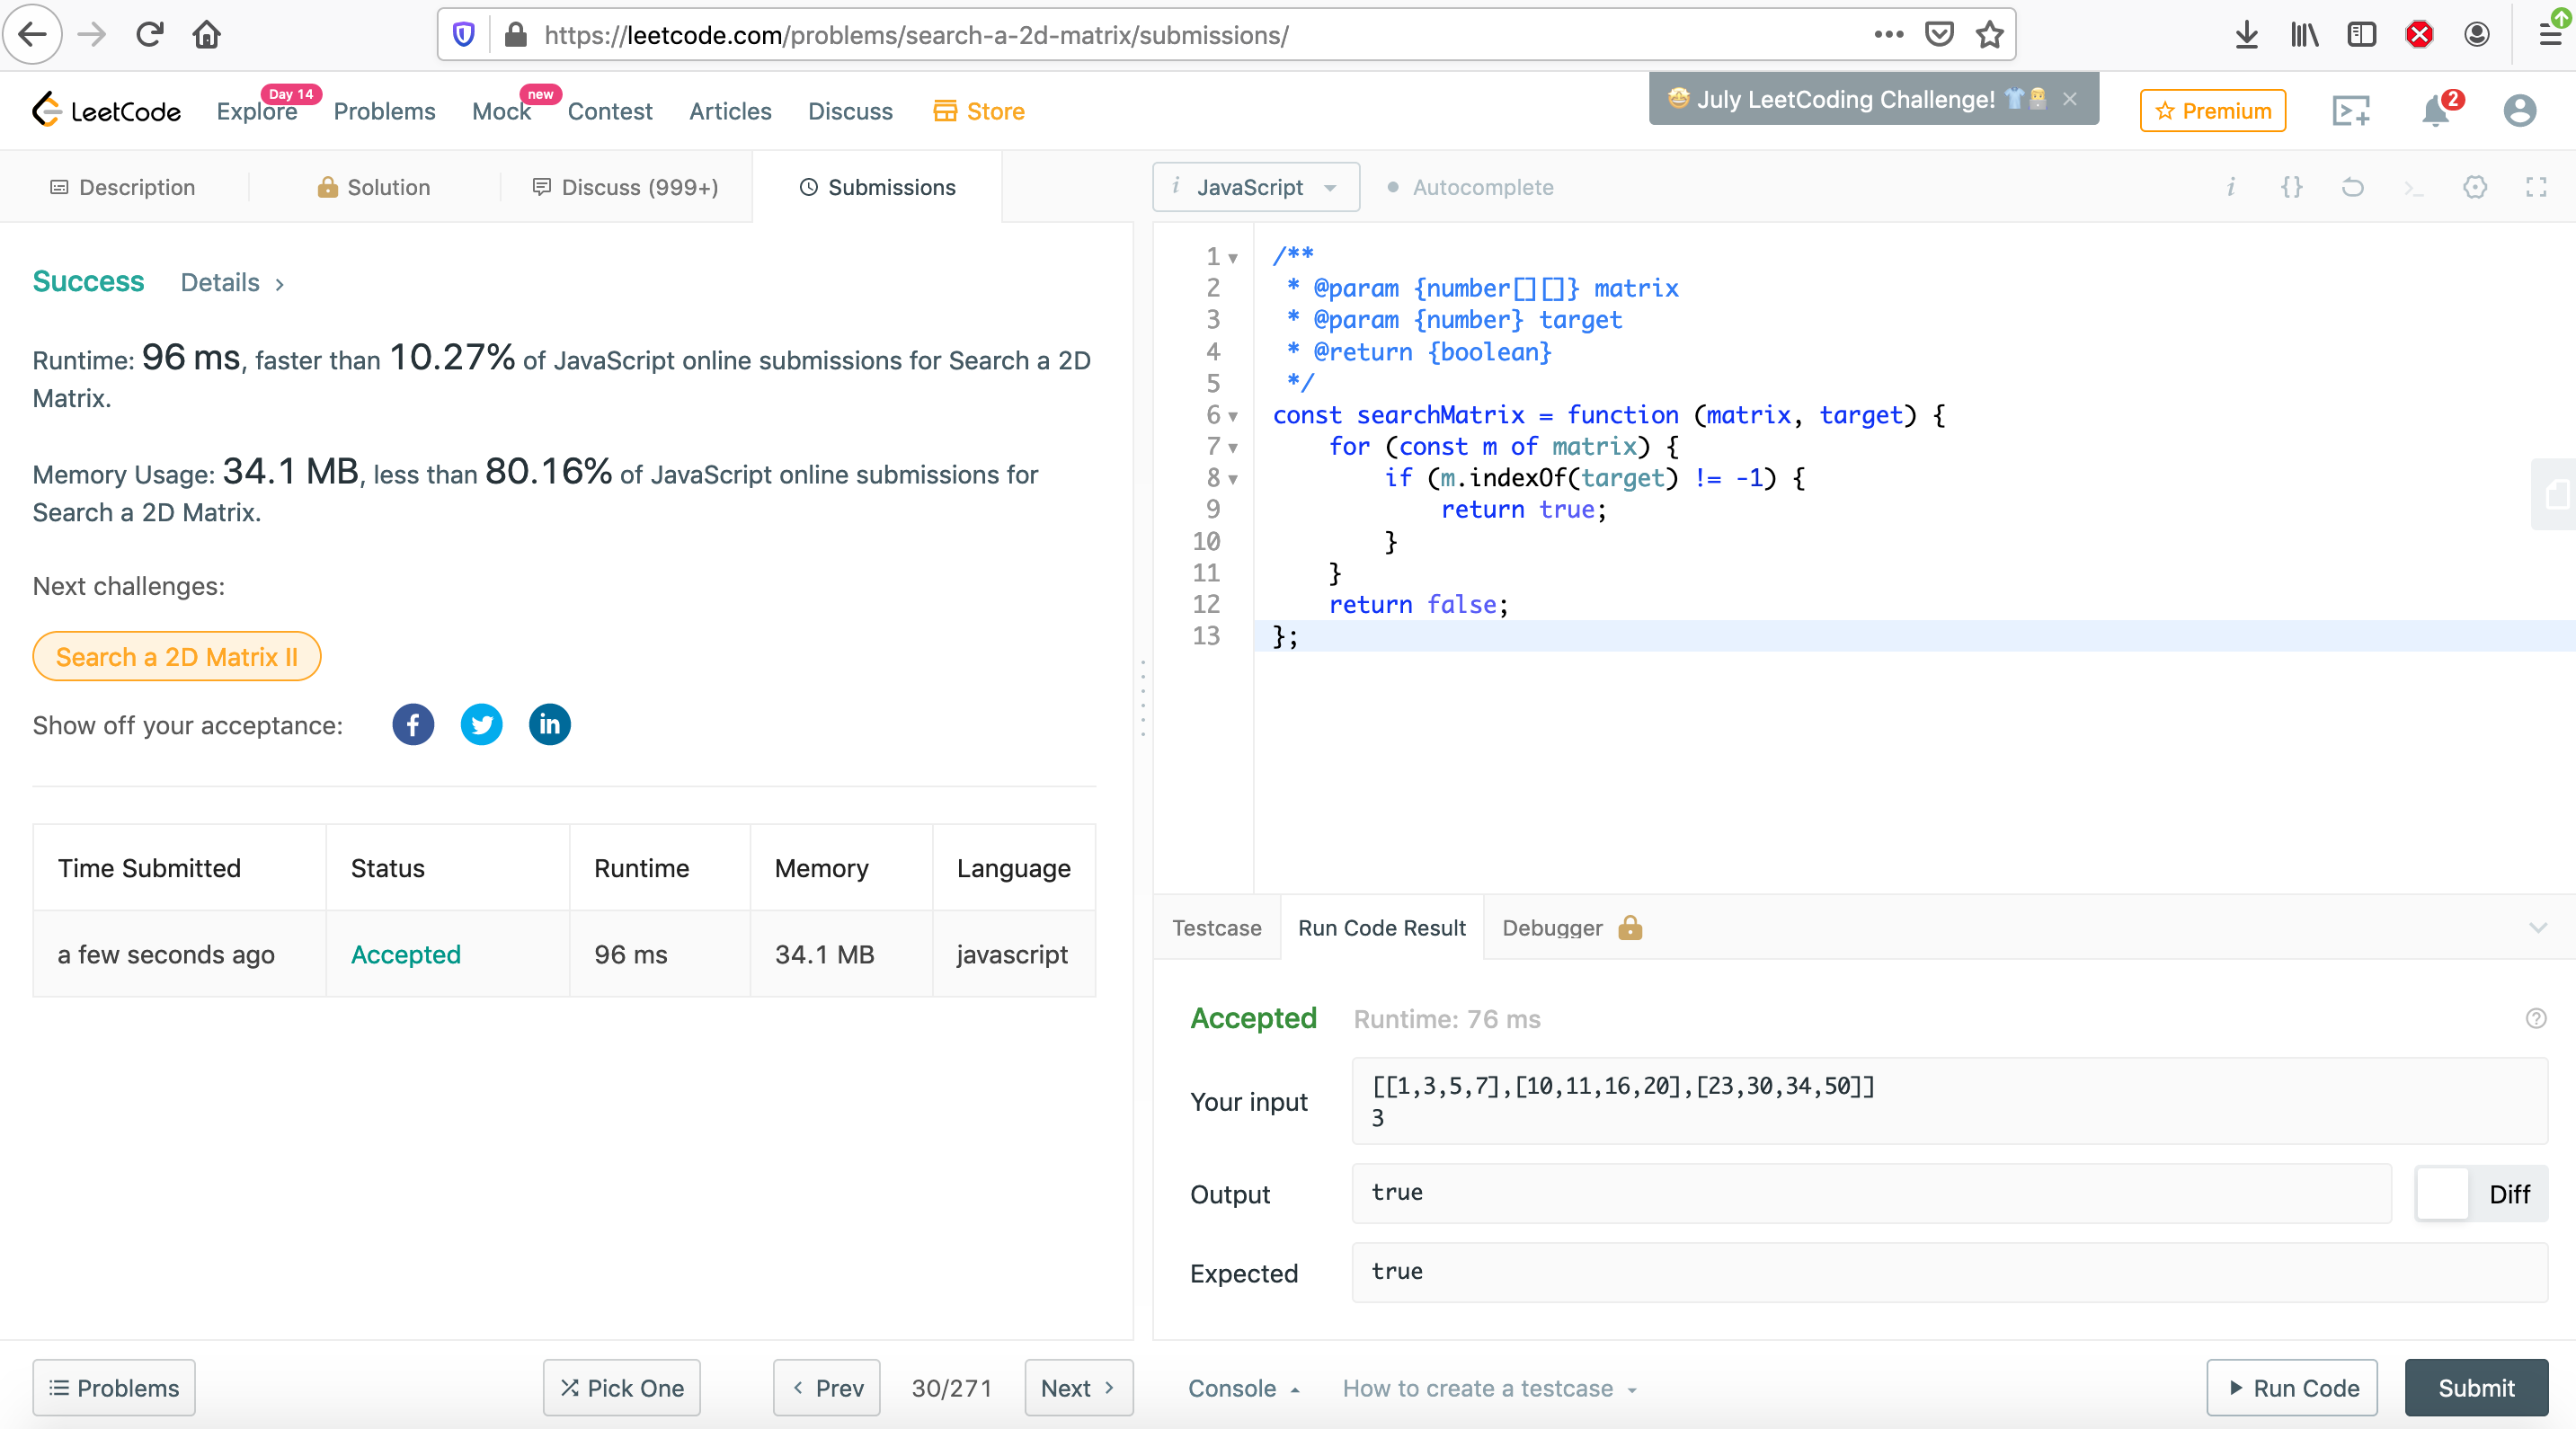 https://leetcode.com/problems/search-a-2d-matrix/submissions/
LeetCode
Explore
Day 14
Problems
Mock
new
Contest
Articles
Discuss
Store
July LeetCoding Challenge!
Premium
2
Description
Solution
Discuss (999+)
Submissions
i JavaScript
Autocomplete
Success Details
Runtime: 96 ms, faster than 10.27% of JavaScript online submissions for Search a 2D
Matrix.
Memory Usage: 34.1 MB, less than 80.16% of JavaScript online submissions for
Search a 2D Matrix.
Next challenges:
Search a 2D Matrix II
Show off your acceptance:
Time Submitted Status Runtime Memory Language
a few seconds ago Accepted 96 ms 34.1 MB javascript
1 /**
2  * @param {number[][]} matrix
3  * @param {number} target
4  * @return {boolean}
5  */
6 const searchMatrix = function (matrix, target) {
7     for (const m of matrix) {
8         if (m.indexOf(target) != -1) {
9             return true;
10         }
11     }
12     return false;
13 };
Testcase Run Code Result Debugger
Accepted Runtime: 76 ms
Your input
[[1,3,5,7],[10,11,16,20],[23,30,34,50]]
3
Output
true
Diff
Expected
true
Problems
Pick One
Prev
30/271
Next
Console
How to create a testcase
Run Code
Submit